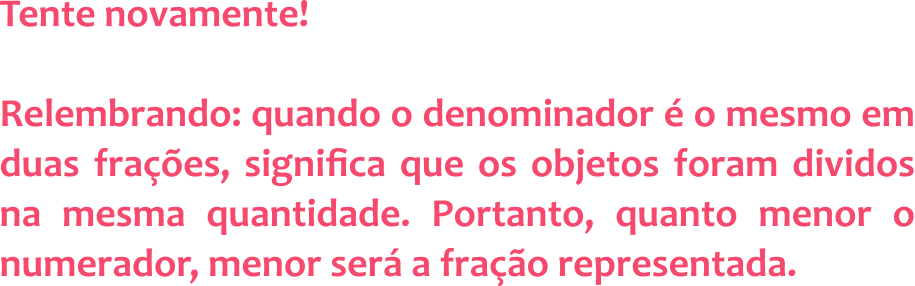 Tente novamente!
Relembrando: quando o denominador é o mesmo em
duas frações, significa que os objetos foram dividos
na mesma quantidade. Portanto, quanto menor o
numerador, menor será a fração representada.